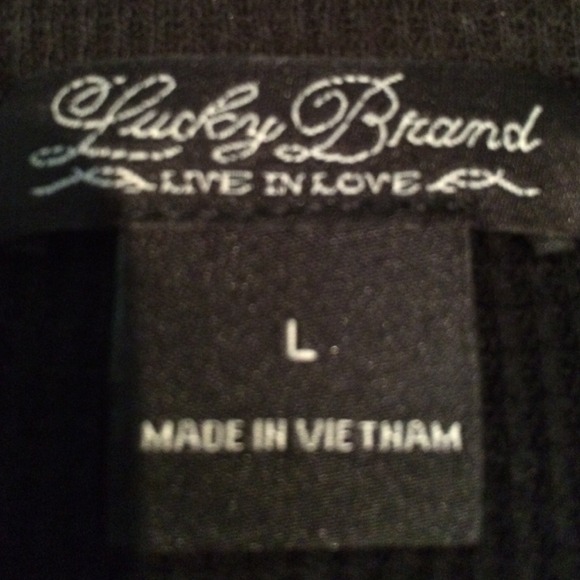 Lucky Brand
LIVE IN LOVE
L
MADE IN VIETNAM